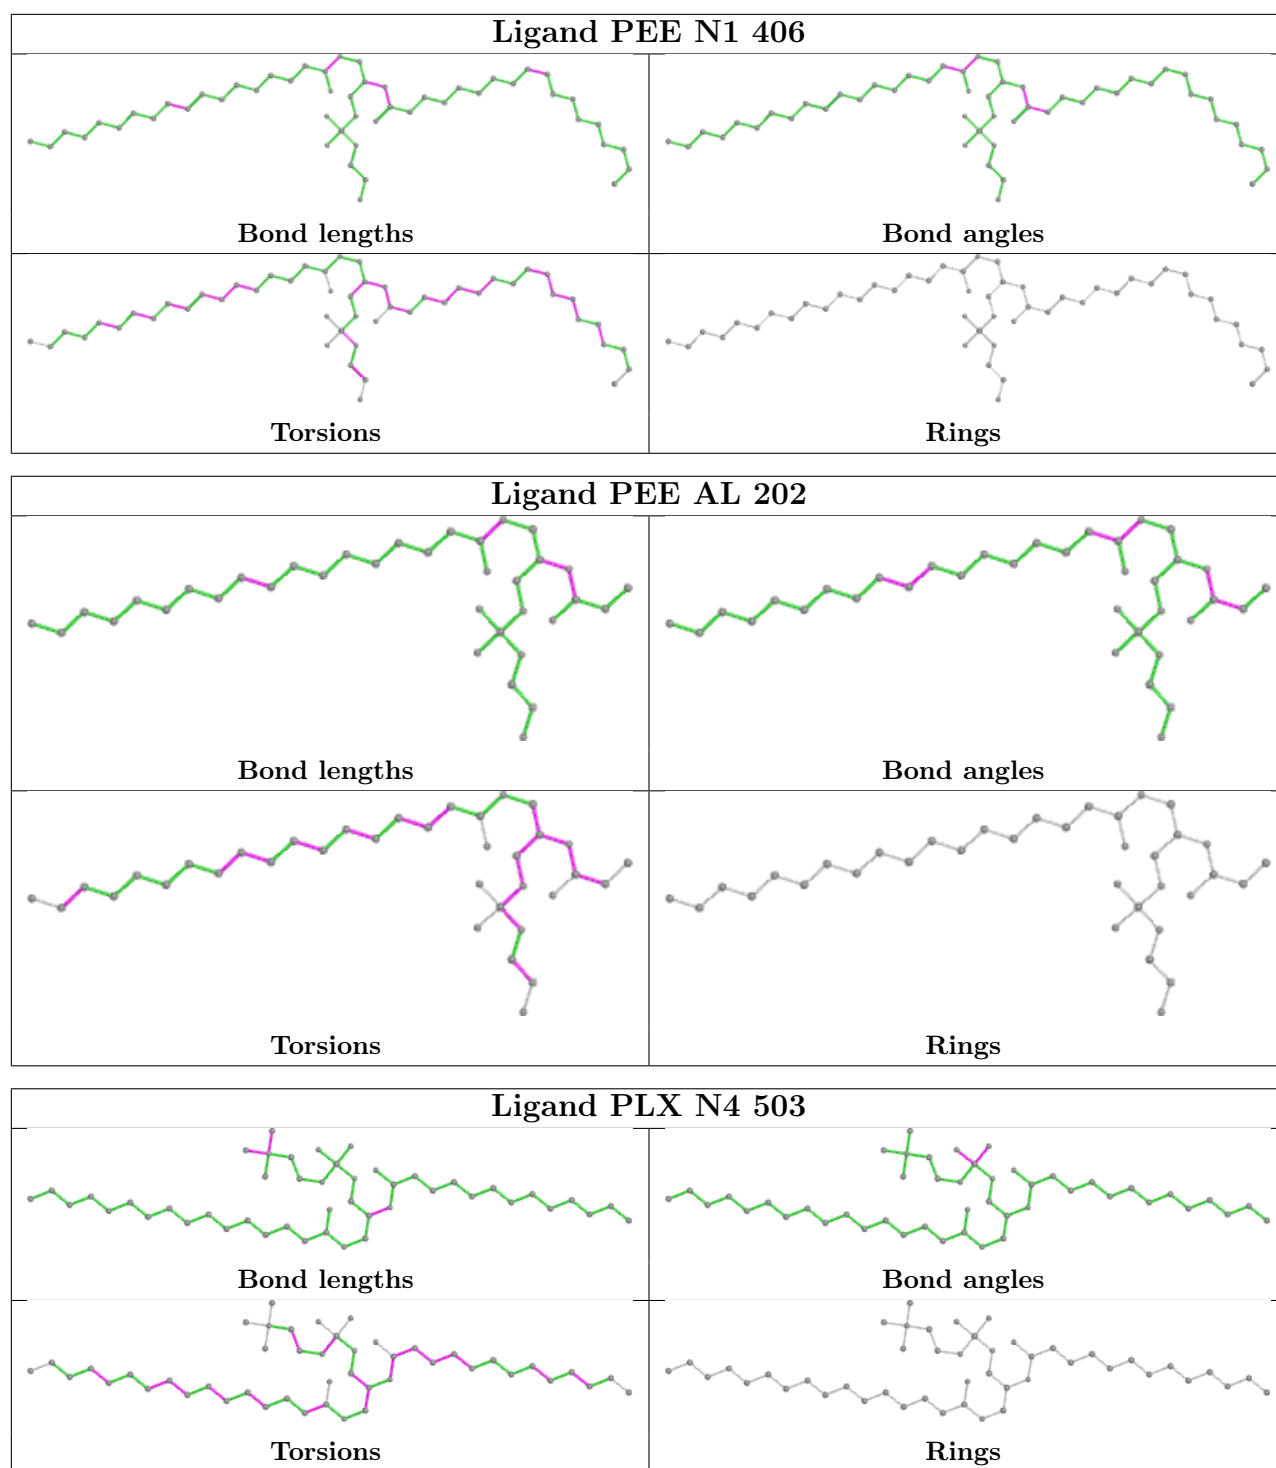 Ligand PEE N1 406
Bond lengths
Bond angles
Torsions
Rings
Ligand PEE AL 202
Bond lengths
Bond angles
Torsions
Rings
Ligand PLX N4 503
Bond lengths
Bond angles
Torsions
Rings